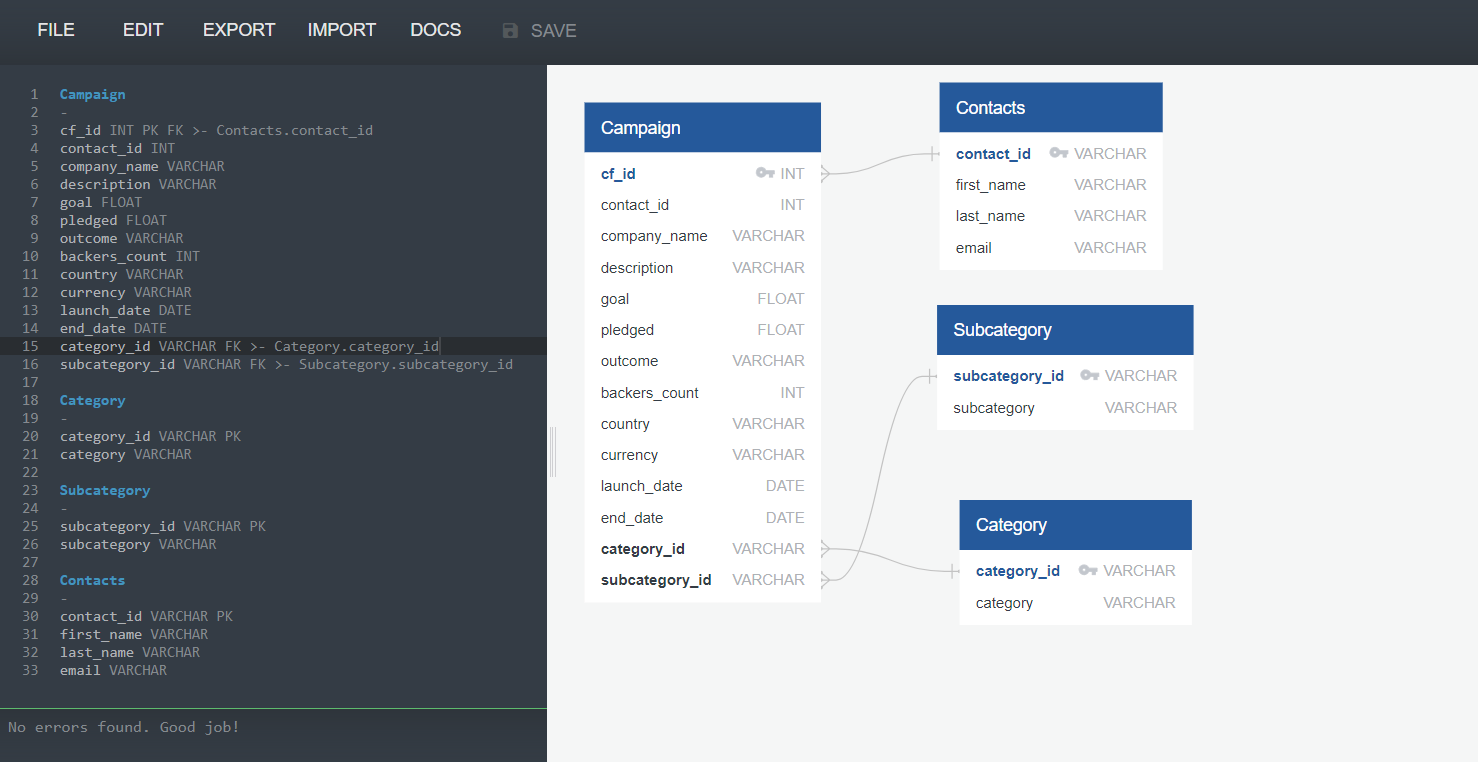 FILE EDIT EXPORT IMPORT DOCS SAVE
1 Campaign
2 -
3 cf_id INT PK FK >- Contacts.contact_id
4 contact_id INT
5 company_name VARCHAR
6 description VARCHAR
7 goal FLOAT
8 pledged FLOAT
9 outcome VARCHAR
10 backers_count INT
11 country VARCHAR
12 currency VARCHAR
13 launch_date DATE
14 end_date DATE
15 category_id VARCHAR FK >- Category.category_id
16 subcategory_id VARCHAR FK >- Subcategory.subcategory_id
17
18 Category
19 -
20 category_id VARCHAR PK
21 category VARCHAR
22
23 Subcategory
24 -
25 subcategory_id VARCHAR PK
26 subcategory VARCHAR
27
28 Contacts
29 -
30 contact_id VARCHAR PK
31 first_name VARCHAR
32 last_name VARCHAR
33 email VARCHAR
No errors found. Good job!
Campaign
cf_id INT
contact_id INT
company_name VARCHAR
description VARCHAR
goal FLOAT
pledged FLOAT
outcome VARCHAR
backers_count INT
country VARCHAR
currency VARCHAR
launch_date DATE
end_date DATE
category_id VARCHAR
subcategory_id VARCHAR
Contacts
contact_id VARCHAR
first_name VARCHAR
last_name VARCHAR
email VARCHAR
Subcategory
subcategory_id VARCHAR
subcategory VARCHAR
Category
category_id VARCHAR
category VARCHAR